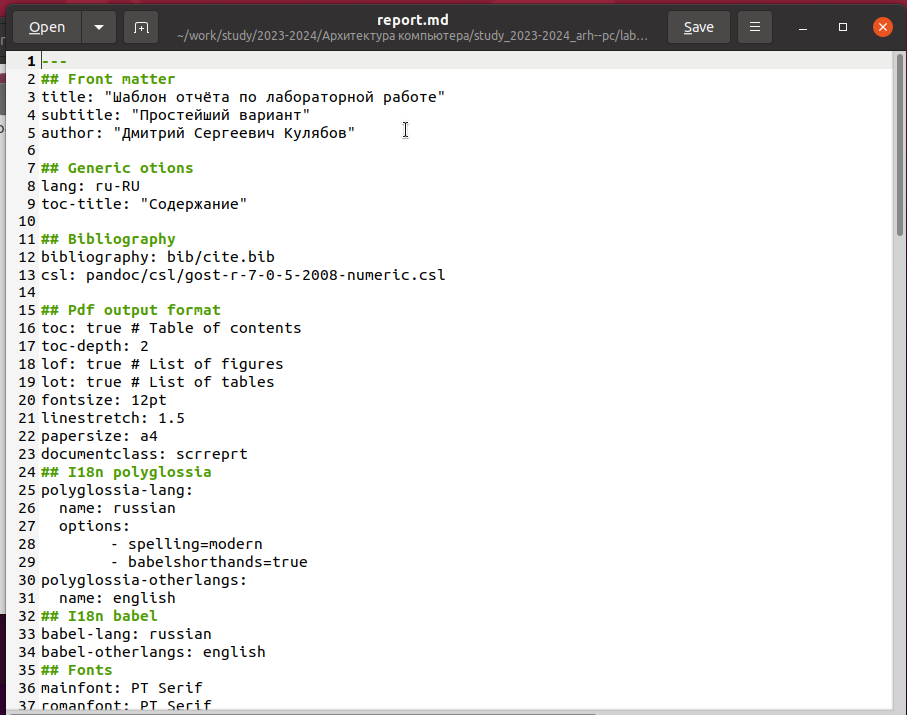 Open
report.md
~/work/study/2023-2024/Архитектура компьютера/study_2023-2024_arh--pc/lab...
Save
1 ---
2 ## Front matter
3 title: "Шаблон отчёта по лабораторной работе"
4 subtitle: "Простейший вариант"
5 author: "Дмитрий Сергеевич Кулябов"
6
7 ## Generic otions
8 lang: ru-RU
9 toc-title: "Содержание"
10
11 ## Bibliography
12 bibliography: bib/cite.bib
13 csl: pandoc/csl/gost-r-7-0-5-2008-numeric.csl
14
15 ## Pdf output format
16 toc: true # Table of contents
17 toc-depth: 2
18 lof: true # List of figures
19 lot: true # List of tables
20 fontsize: 12pt
21 linestretch: 1.5
22 papersize: a4
23 documentclass: scrreprt
24 ## I18n polyglossia
25 polyglossia-lang:
26   name: russian
27   options:
28         - spelling=modern
29         - babelshorthands=true
30 polyglossia-otherlangs:
31   name: english
32 ## I18n babel
33 babel-lang: russian
34 babel-otherlangs: english
35 ## Fonts
36 mainfont: PT Serif
37 romanfont: PT Serif